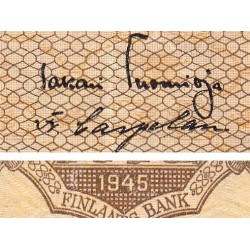 Sakari Tuomioja
1945
FINLANDS BANK